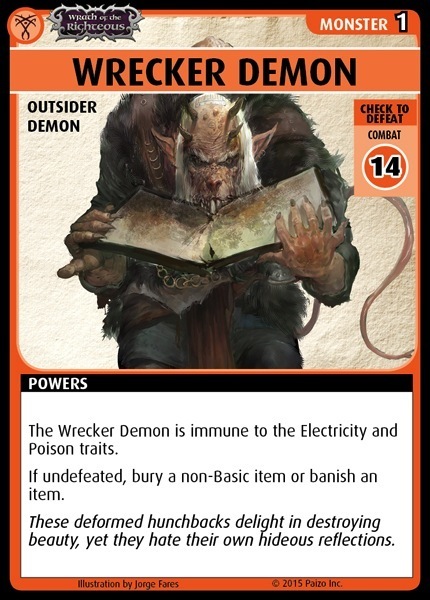 Wrath of the
Righteous
MONSTER 1
WRECKER DEMON
OUTSIDER
DEMON
CHECK TO
DEFEAT
COMBAT
14
POWERS
The Wrecker Demon is immune to the Electricity and
Poison traits.
If undefeated, bury a non-Basic item or banish an
item.
These deformed hunchbacks delight in destroying
beauty, yet they hate their own hideous reflections.
Illustration by Jorge Fares
© 2015 Paizo Inc.